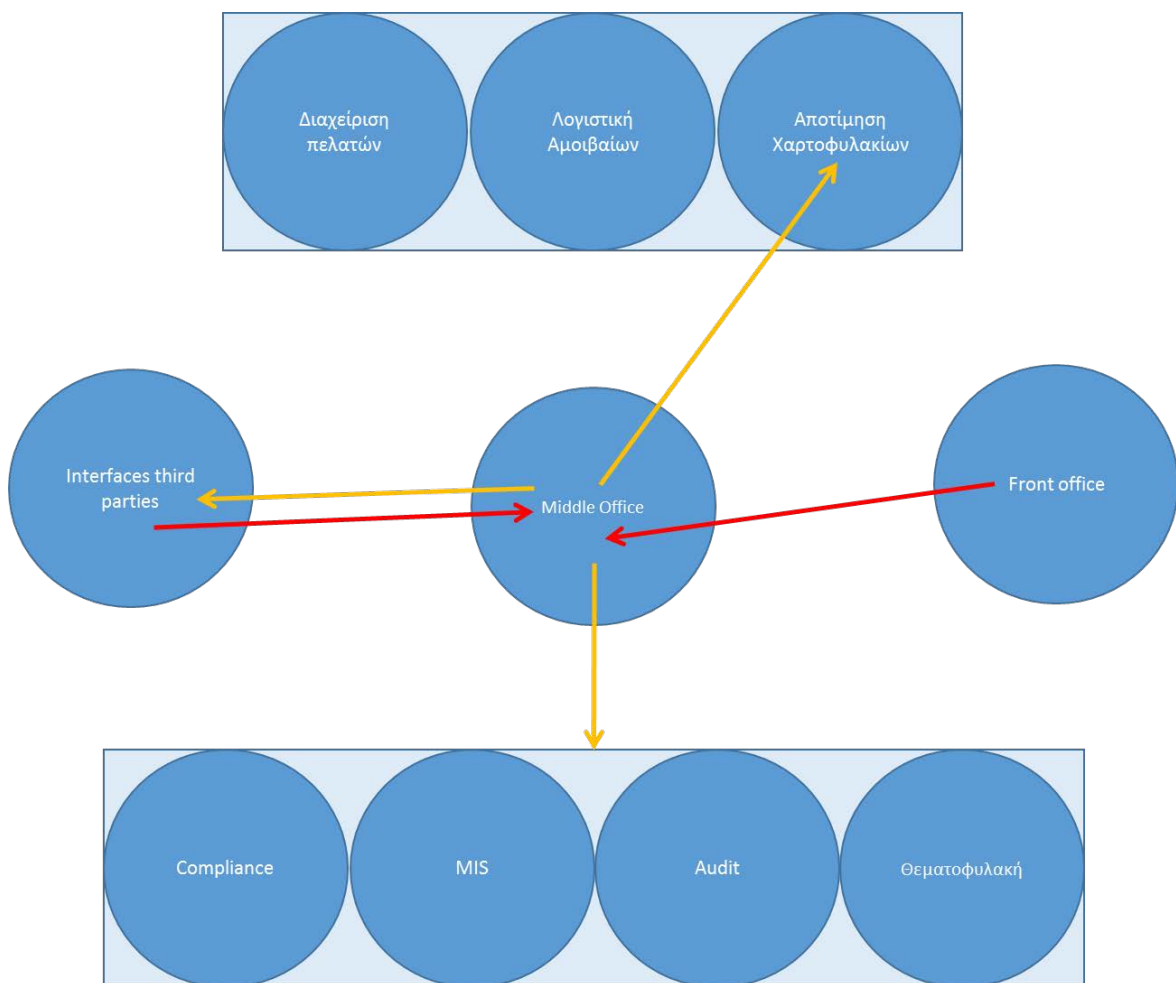 Διαχείριση
πελατών
Λογιστική
Αμοιβαίων
Αποτίμηση
Χαρτοφυλακίων
Interfaces third
parties
Middle Office
Front office
Compliance
MIS
Audit
Θεματοφυλακή